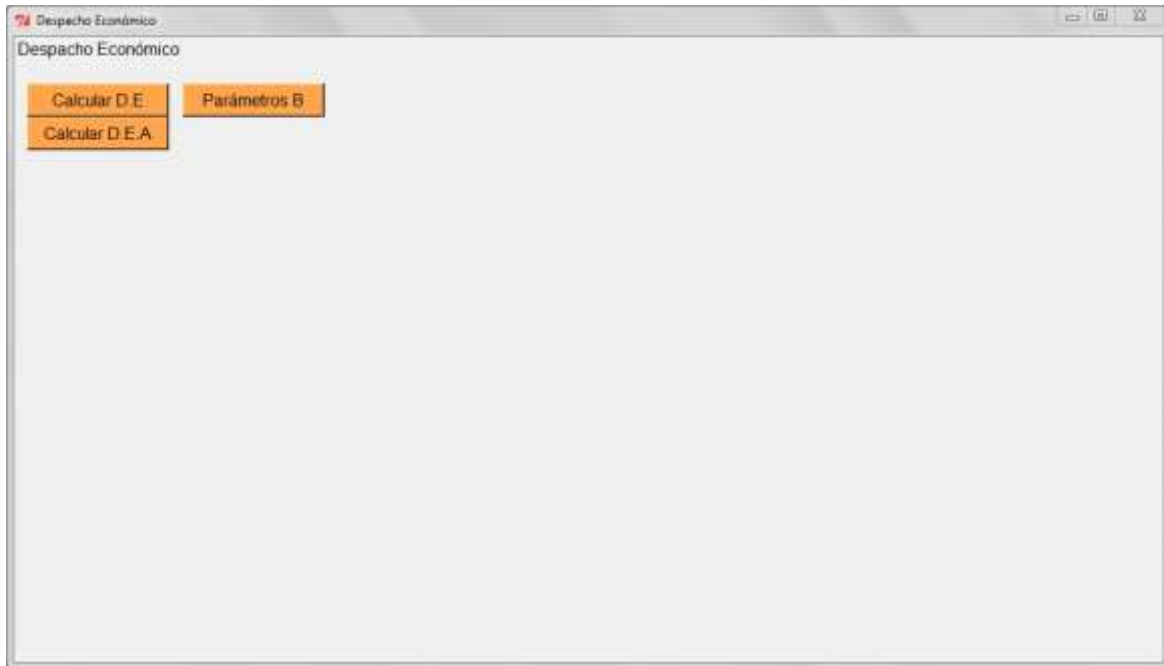 Despacho Económico
Despacho Económico
Calcular D.E
Parámetros B
Calcular D.E.A